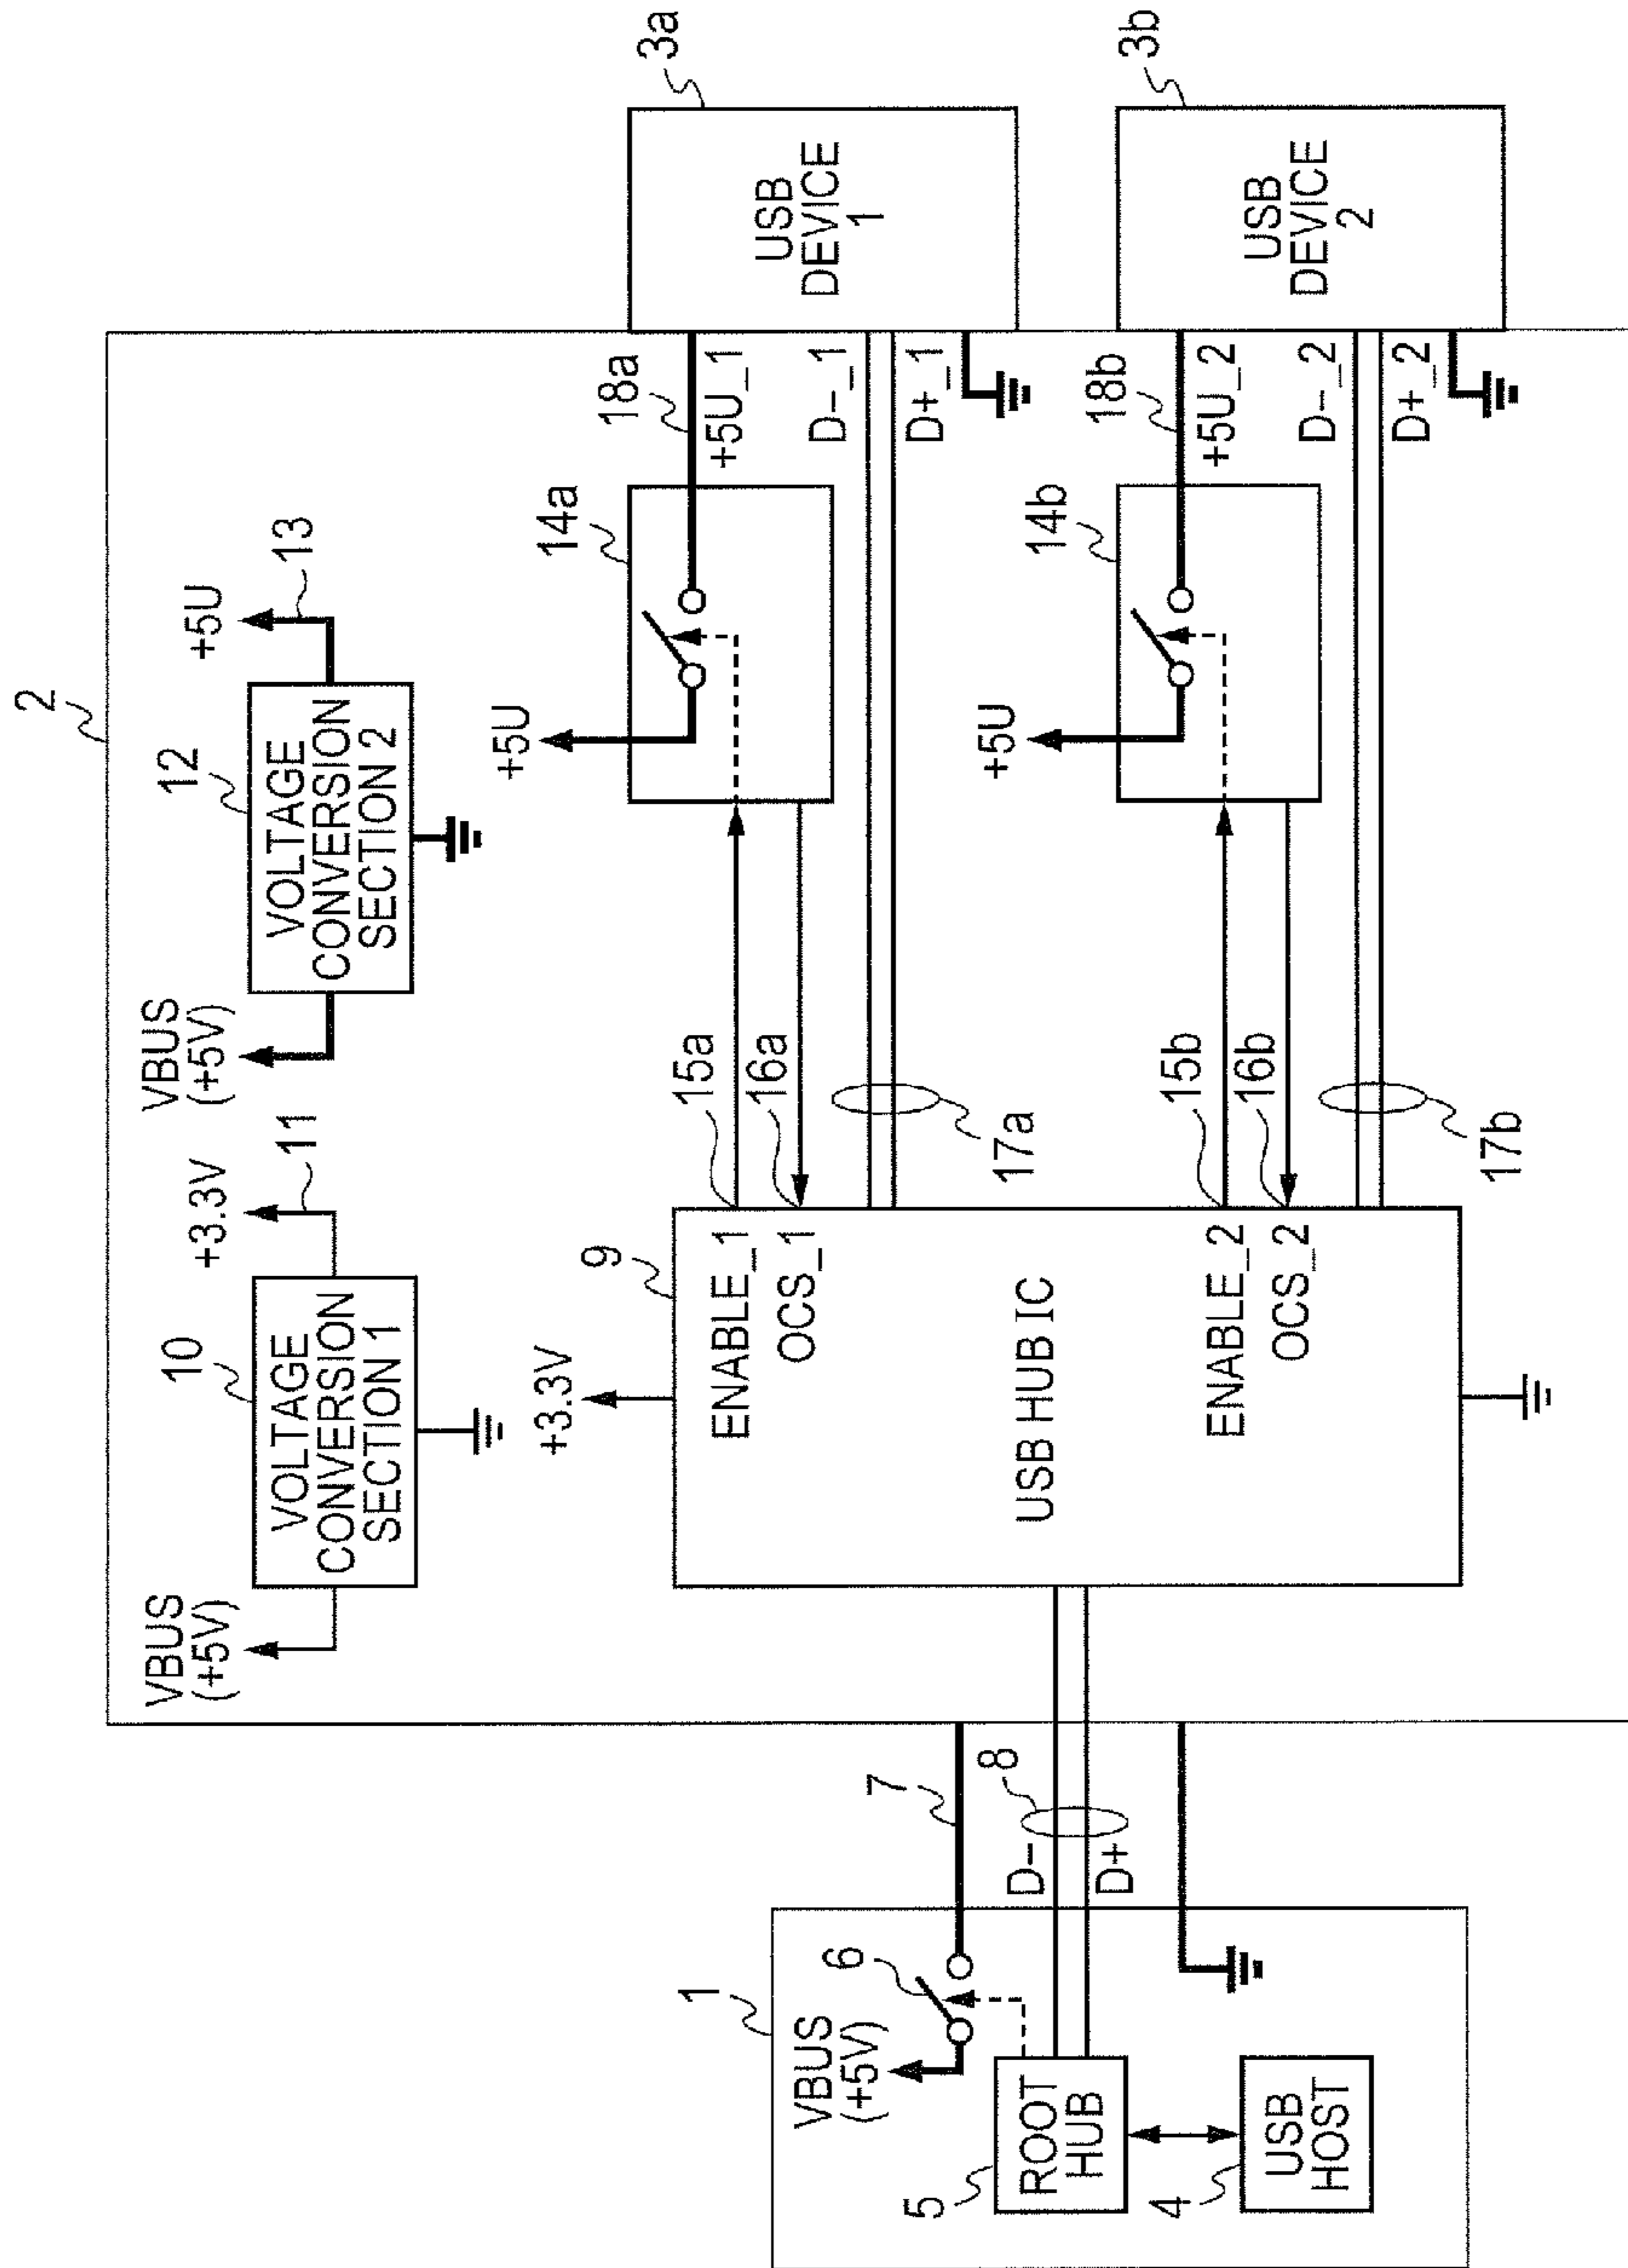 2
VBUS
(+5V)
10
VOLTAGE
CONVERSION
SECTION 1
+3.3V
11
VBUS
(+5V)
12
VOLTAGE
CONVERSION
SECTION 2
+5U
13
1
VBUS
(+5V)
6
7
5
ROOT
HUB
4
USB
HOST
D−
D+
8
+3.3V
9
USB HUB IC
ENABLE_1
OCS_1
15a
16a
17a
+5U
14a
18a
+5U_1
D−_1
D+_1
3a
USB
DEVICE
1
ENABLE_2
OCS_2
15b
16b
17b
+5U
14b
18b
+5U_2
D−_2
D+_2
3b
USB
DEVICE
2